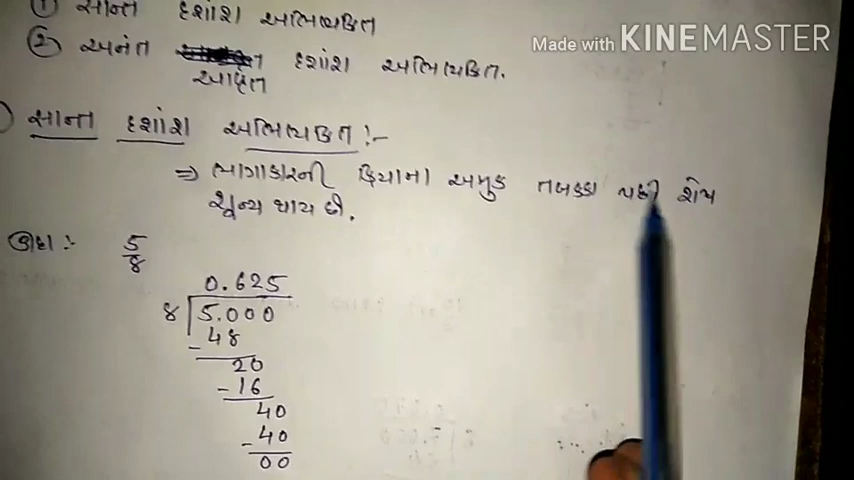 ① સાન્ત દશાંશ અભિવ્યકિત
Made with KINEMASTER
② અનંત દશાંશ અભિવ્યકિત.
આવૃત
સાન્ત દશાંશ અભિવ્યકિત :-
⇒ ભાગાકારની ક્રિયાના અમુક તબક્કા પછી શેષ
શૂન્ય થાય છે.
ઉદા :- 5/8
0.625
8 5.000
- 48
20
- 16
40
- 40
00